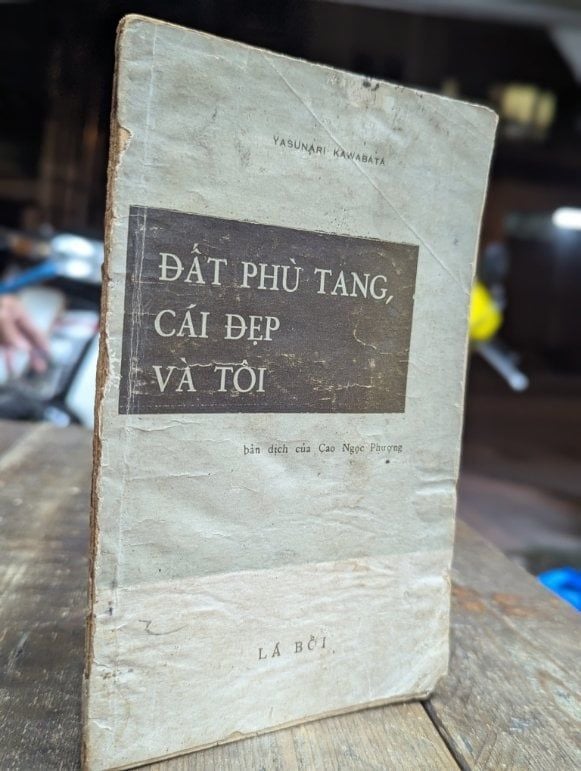 YASUNARI KAWABATA
ĐẤT PHÙ TANG,
CÁI ĐẸP
VÀ TÔI
bản dịch của Cao Ngọc Phượng
LÁ BỐI